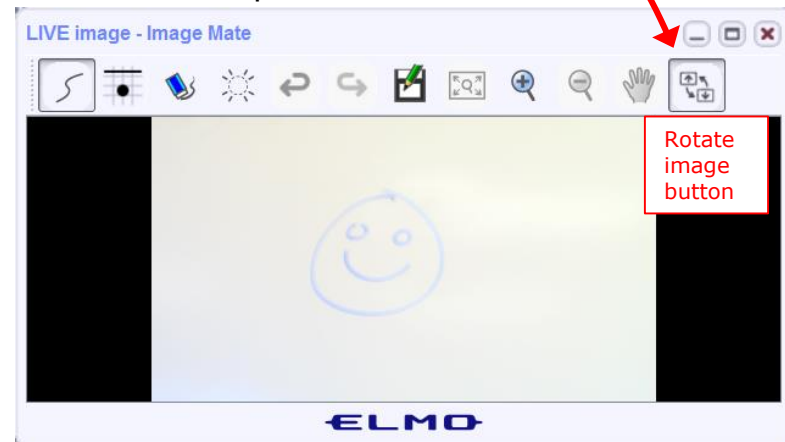 LIVE image - Image Mate
Rotate
image
button
ELMO